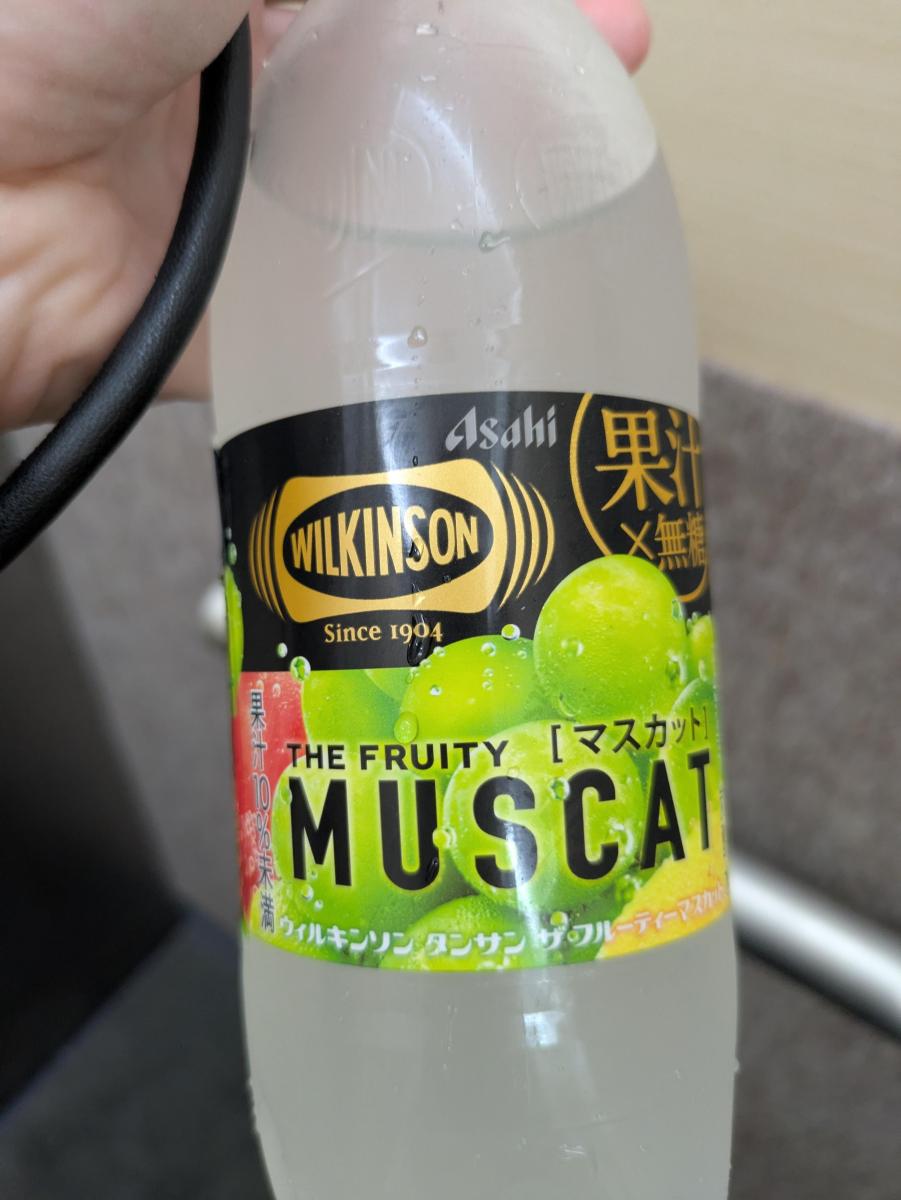 Asahi
果汁
×無糖
WILKINSON
Since 1904
果汁10%未満
THE FRUITY [マスカット]
MUSCAT
ウィルキンソン タンサン ザ・フルーティーマスカット